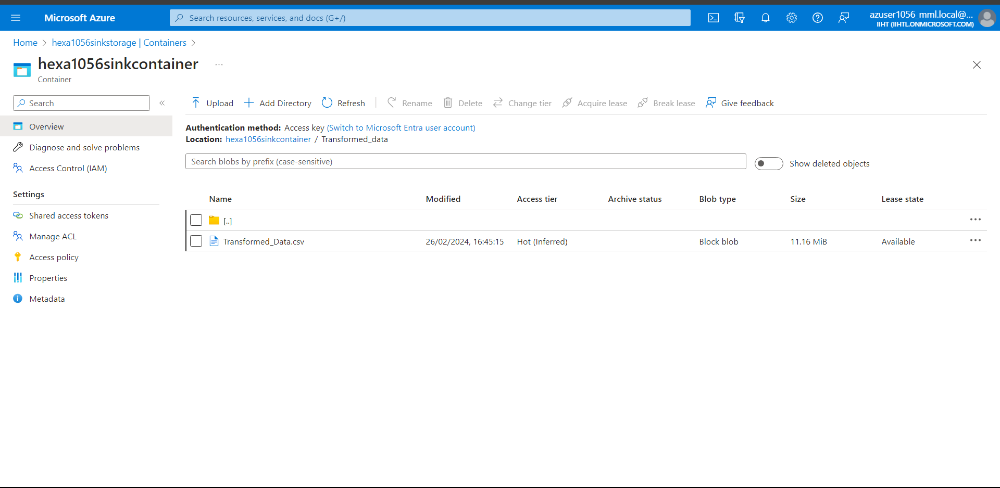 Microsoft Azure
Search resources, services, and docs (G+/)
azuser1056_mml.local@...
IIHT (IIHTL.ONMICROSOFT.COM)
Home > hexa1056sinkstorage | Containers >
hexa1056sinkcontainer ...
Container
Search «
Overview
Diagnose and solve problems
Access Control (IAM)
Settings
Shared access tokens
Manage ACL
Access policy
Properties
Metadata
Upload Add Directory Refresh | Rename Delete Change tier Acquire lease Break lease Give feedback
Authentication method: Access key (Switch to Microsoft Entra user account)
Location: hexa1056sinkcontainer / Transformed_data
Search blobs by prefix (case-sensitive)
Show deleted objects
Name Modified Access tier Archive status Blob type Size Lease state
[..] ...
Transformed_Data.csv 26/02/2024, 16:45:15 Hot (Inferred) Block blob 11.16 MiB Available ...